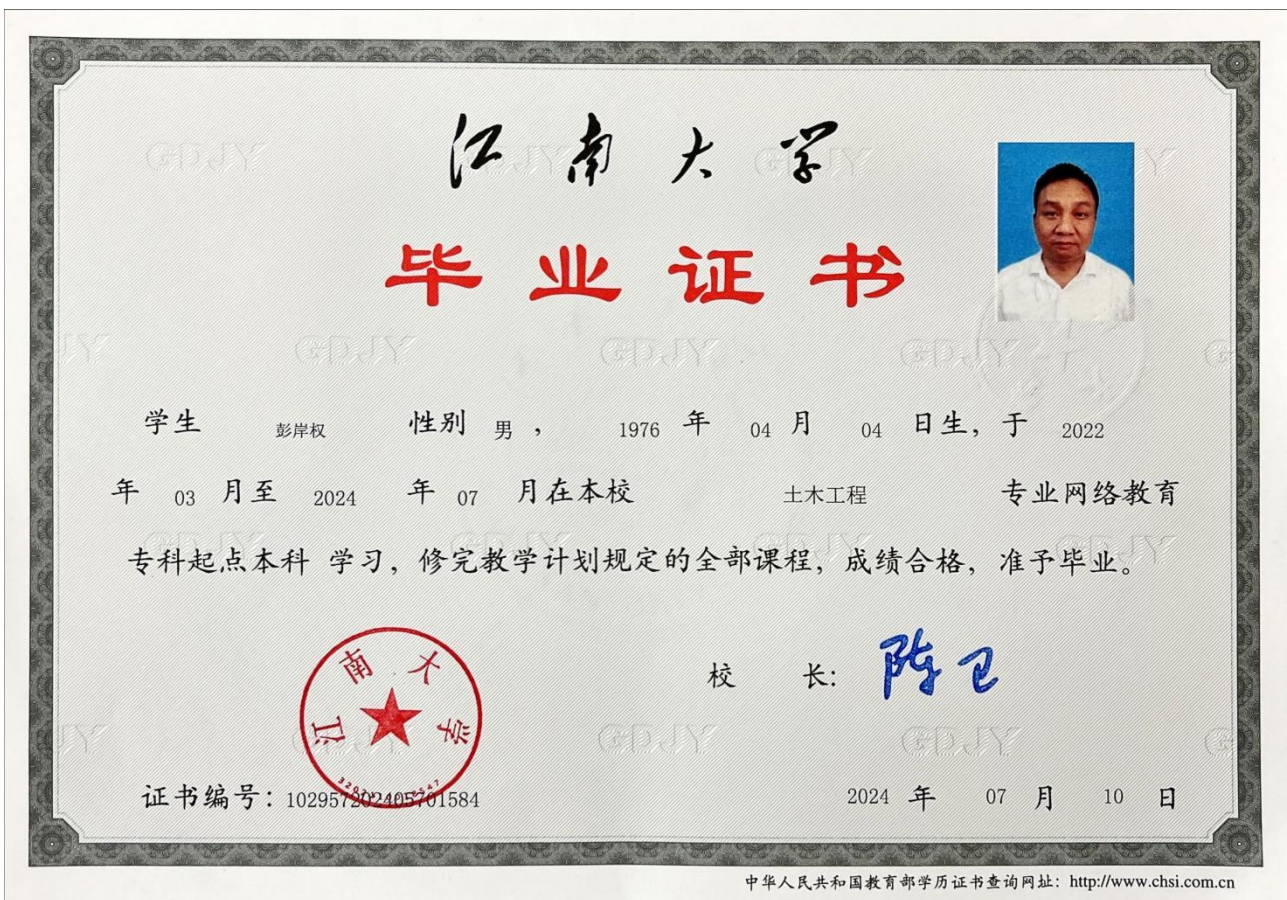 江南大学
毕业证书
学生 彭岸权 性别 男， 1976 年 04 月 04 日生，于 2022
年 03 月至 2024 年 07 月在本校 土木工程 专业网络教育
专科起点本科 学习，修完教学计划规定的全部课程，成绩合格，准予毕业。
校 长：陈卫
江南大学
证书编号：102957202405701584
2024 年 07 月 10 日
中华人民共和国教育部学历证书查询网址：http://www.chsi.com.cn
GDJY